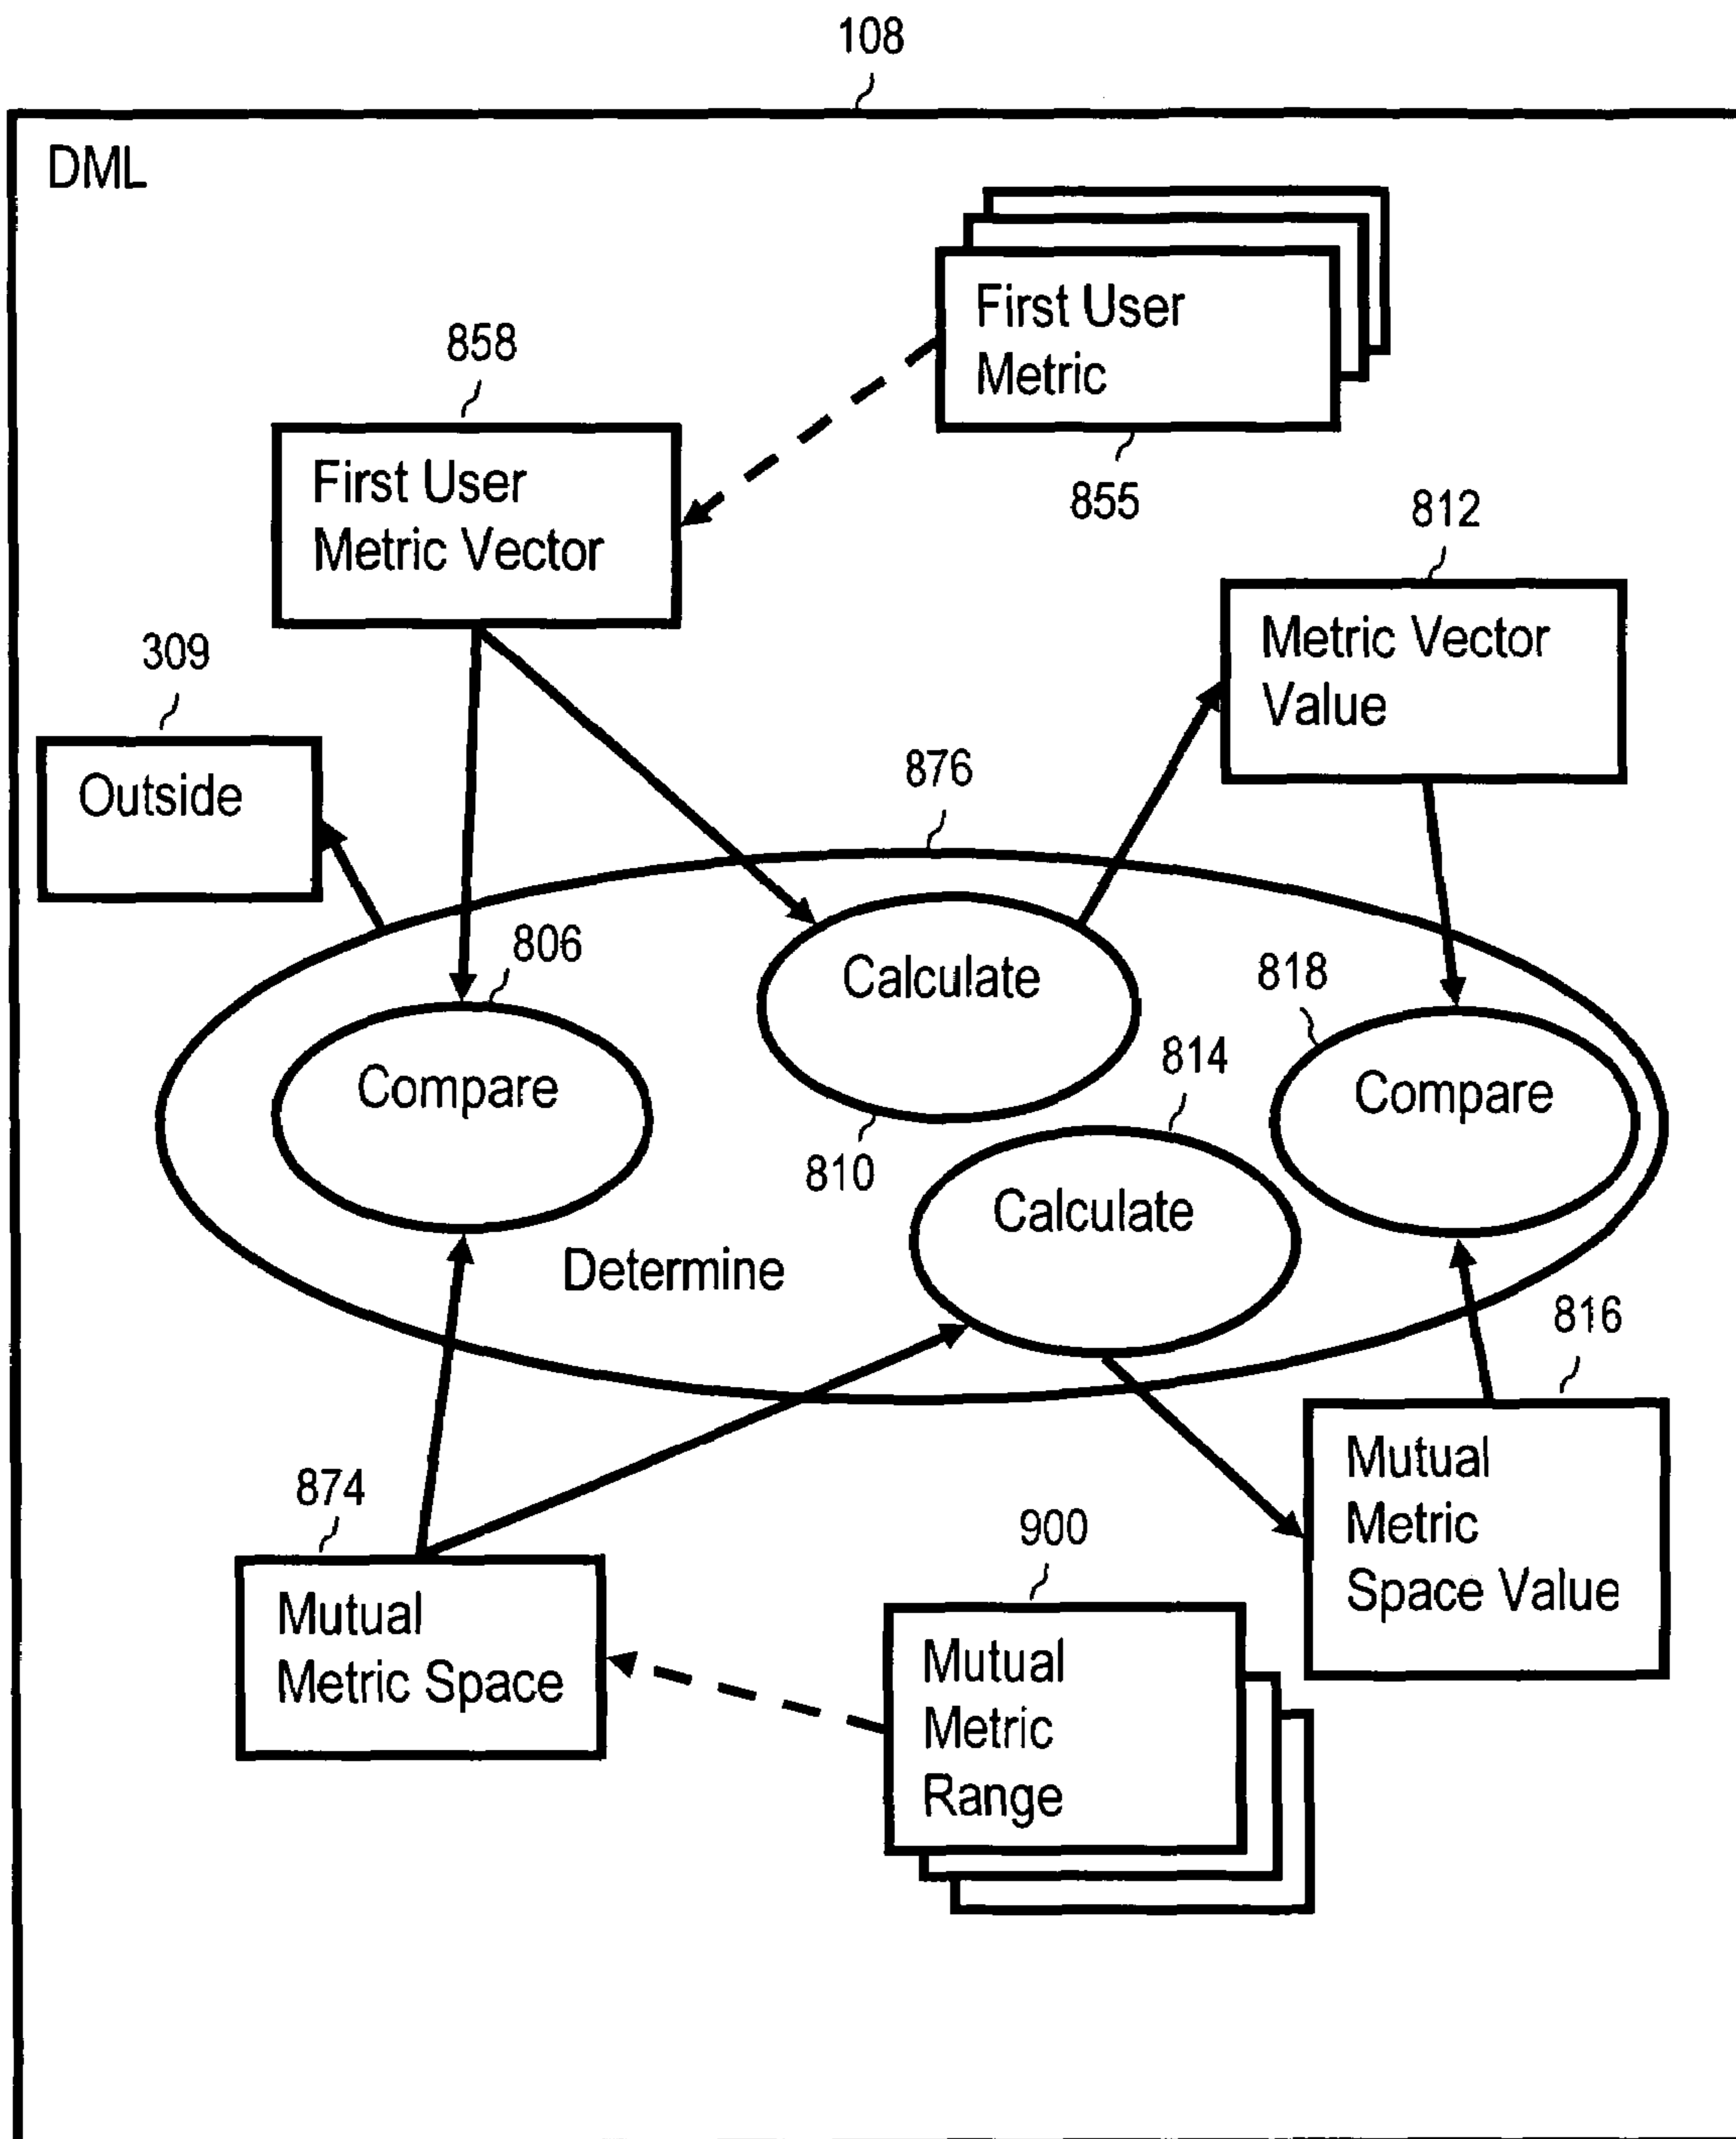 108
DML
First User
Metric
855
858
First User
Metric Vector
812
Metric Vector
Value
309
Outside
876
806
Compare
Calculate
810
818
Compare
814
Calculate
Determine
816
Mutual
Metric
Space Value
874
Mutual
Metric Space
900
Mutual
Metric
Range